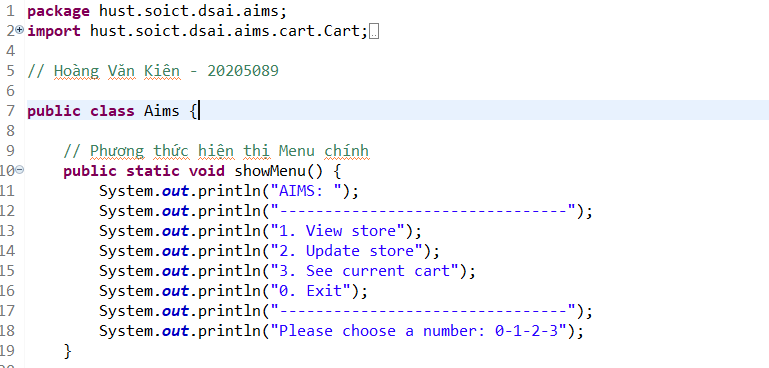 1 package hust.soict.dsai.aims;
2 import hust.soict.dsai.aims.cart.Cart;
4
5 // Hoàng Văn Kiên - 20205089
6
7 public class Aims {
8
9 // Phương thức hiện thị Menu chính
10 public static void showMenu() {
11 System.out.println("AIMS: ");
12 System.out.println("--------------------------------");
13 System.out.println("1. View store");
14 System.out.println("2. Update store");
15 System.out.println("3. See current cart");
16 System.out.println("0. Exit");
17 System.out.println("--------------------------------");
18 System.out.println("Please choose a number: 0-1-2-3");
19 }